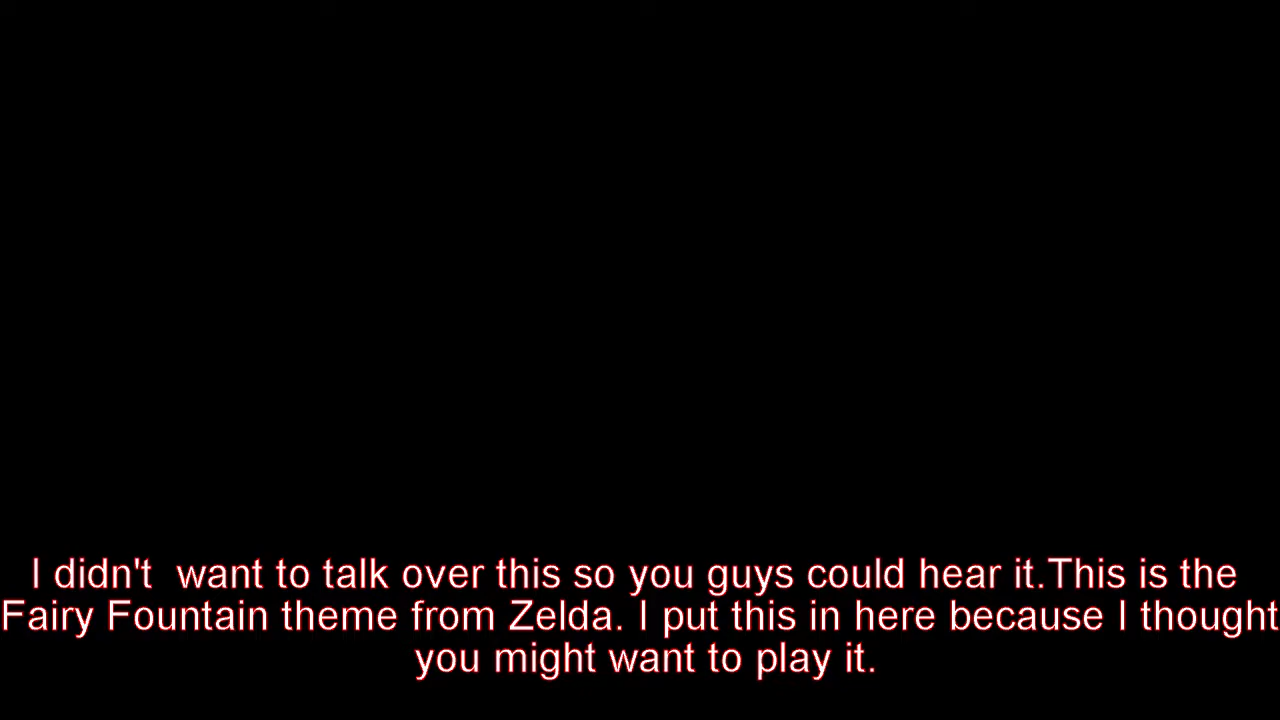 I didn't  want to talk over this so you guys could hear it.This is the
Fairy Fountain theme from Zelda. I put this in here because I thought
you might want to play it.